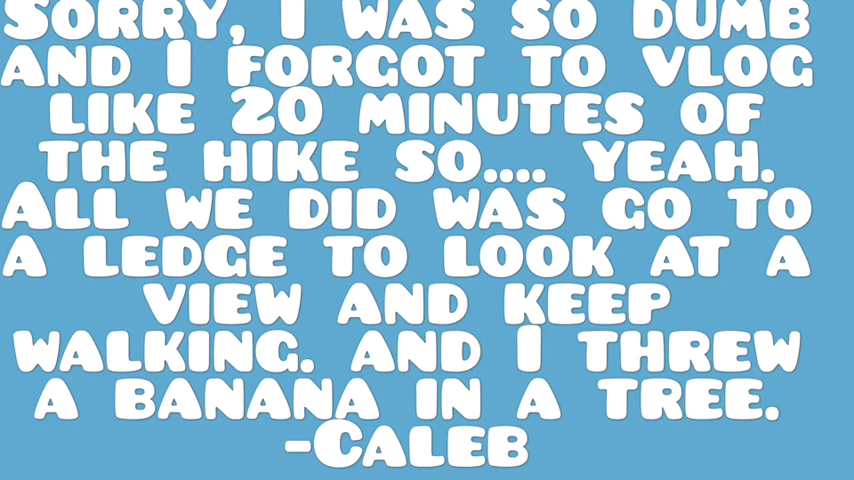 Sorry, I was so dumb
and I forgot to vlog
like 20 minutes of
the hike so.... yeah.
All we did was go to
a ledge to look at a
view and keep
walking. and I threw
a banana in a tree.
-Caleb